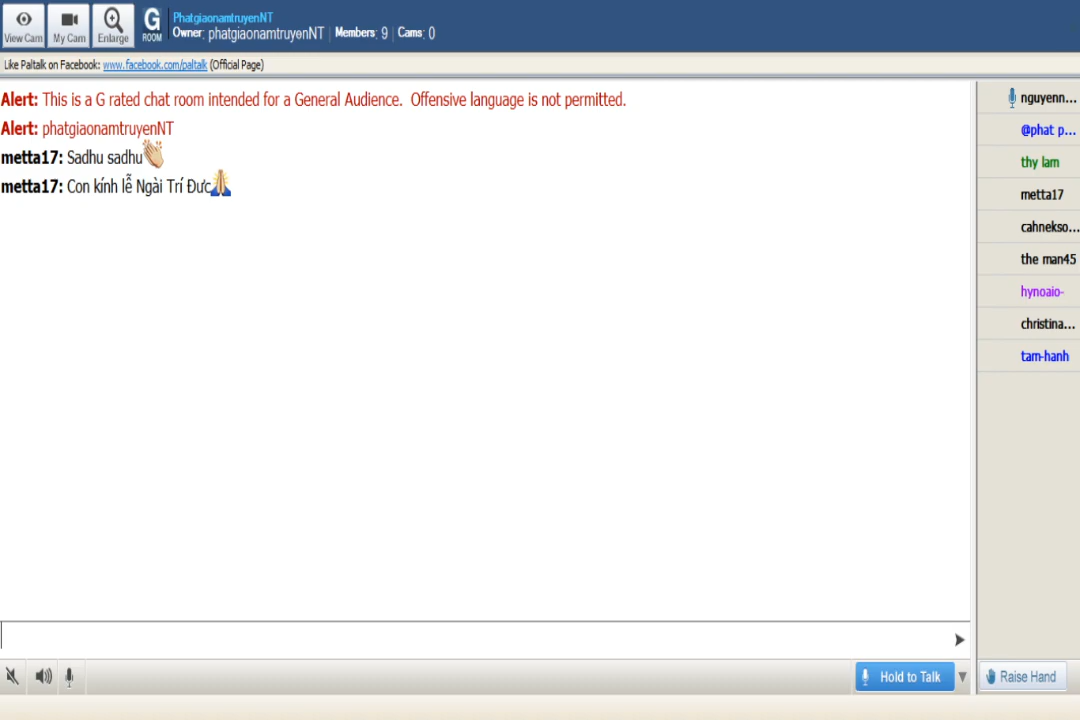 View Cam My Cam Enlarge G ROOM
PhatgiaonamtruyenNT
Owner: phatgiaonamtruyenNT | Members: 9 | Cams: 0
Like Paltalk on Facebook: www.facebook.com/paltalk (Official Page)
Alert: This is a G rated chat room intended for a General Audience. Offensive language is not permitted.
Alert: phatgiaonamtruyenNT
metta17: Sadhu sadhu
metta17: Con kính lễ Ngài Trí Đưc
nguyenn...
@phat p...
thy lam
metta17
cahnekso...
the man45
hynoaio-
christina...
tam-hanh
Hold to Talk
Raise Hand